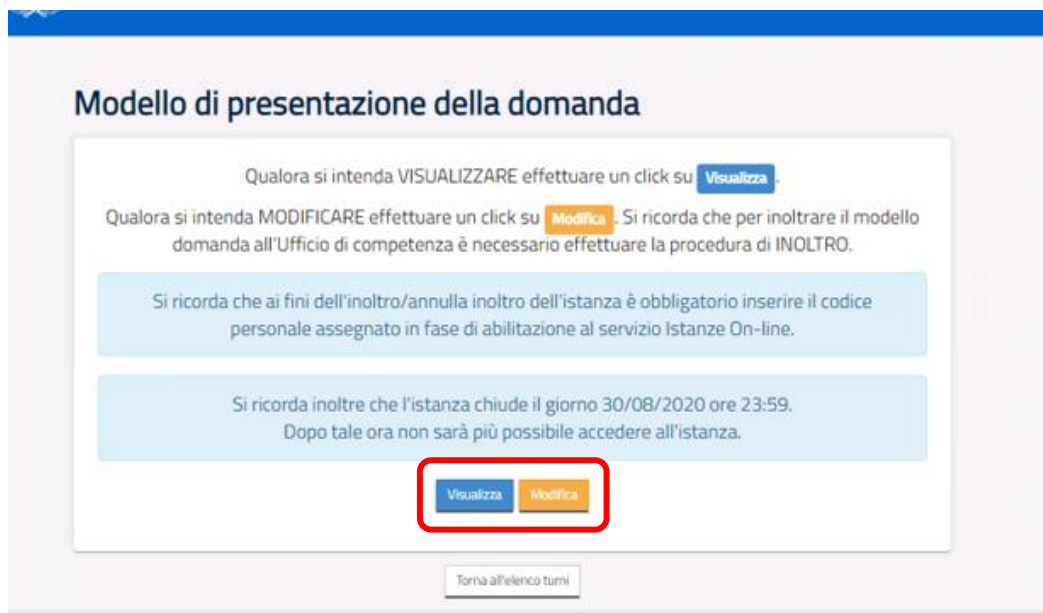 Modello di presentazione della domanda
Qualora si intenda VISUALIZZARE effettuare un click su Visualizza .
Qualora si intenda MODIFICARE effettuare un click su Modifica . Si ricorda che per inoltrare il modello
domanda all'Ufficio di competenza è necessario effettuare la procedura di INOLTRO.
Si ricorda che ai fini dell'inoltro/annulla inoltro dell'istanza è obbligatorio inserire il codice
personale assegnato in fase di abilitazione al servizio Istanze On-line.
Si ricorda inoltre che l'istanza chiude il giorno 30/08/2020 ore 23:59.
Dopo tale ora non sarà più possibile accedere all'istanza.
Visualizza Modifica
Torna all'elenco turni